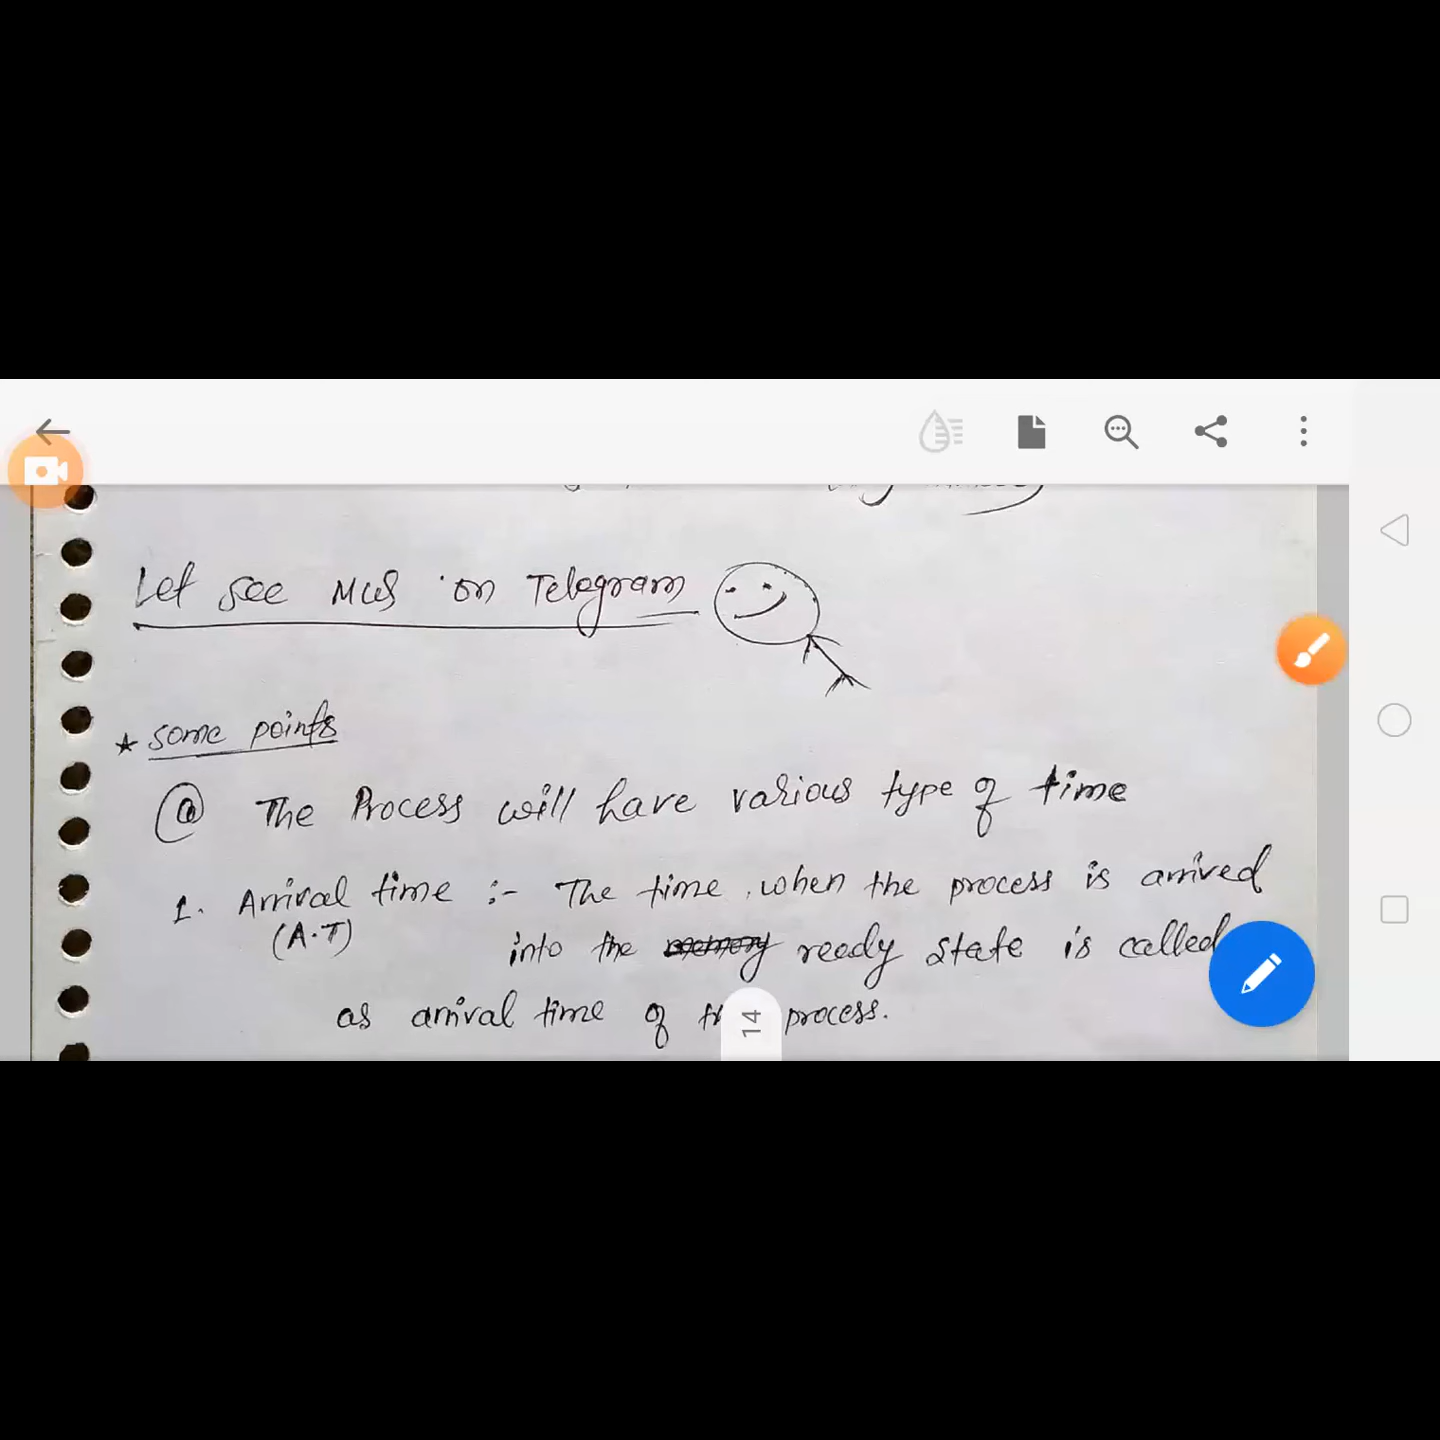 Let see MCQ on Telegram
★ some points
ⓐ The Process will have various type of time
1. Arrival time :- The time when the process is arrived
(A.T) into the ready state is called
as arrival time of process.
14